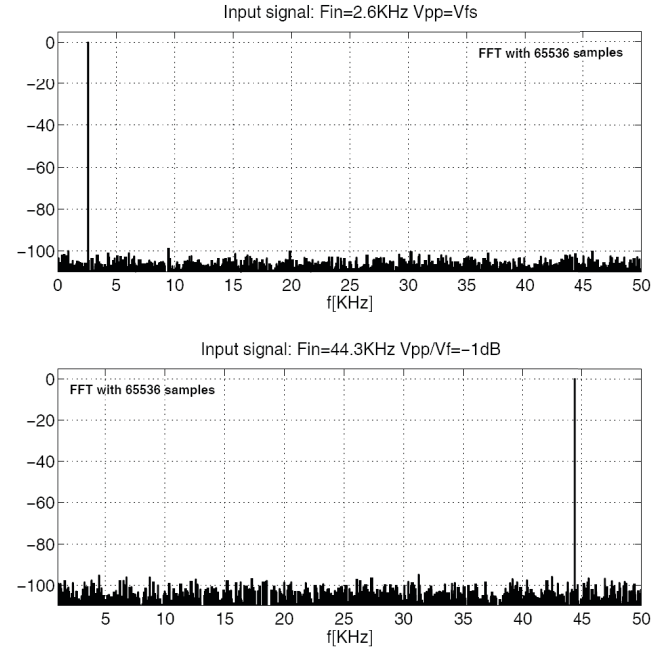 Input signal: Fin=2.6KHz Vpp=Vfs
FFT with 65536 samples
0
−20
−40
−60
−80
−100
0 5 10 15 20 25 30 35 40 45 50
f[KHz]
Input signal: Fin=44.3KHz Vpp/Vf=−1dB
FFT with 65536 samples
0
−20
−40
−60
−80
−100
5 10 15 20 25 30 35 40 45 50
f[KHz]